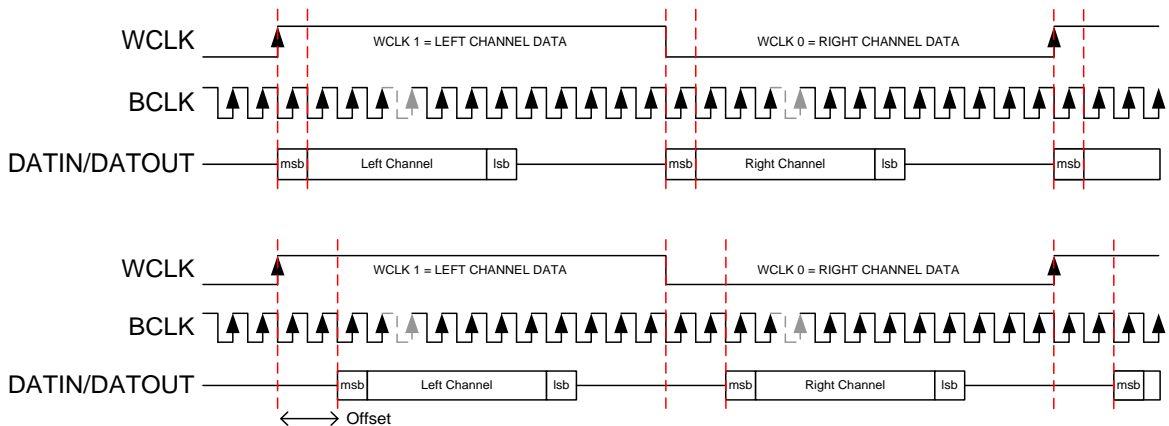 WCLK
WCLK 1 = LEFT CHANNEL DATA
WCLK 0 = RIGHT CHANNEL DATA
BCLK
DATIN/DATOUT
msb
Left Channel
lsb
msb
Right Channel
lsb
msb
WCLK
WCLK 1 = LEFT CHANNEL DATA
WCLK 0 = RIGHT CHANNEL DATA
BCLK
DATIN/DATOUT
msb
Left Channel
lsb
msb
Right Channel
lsb
msb
Offset